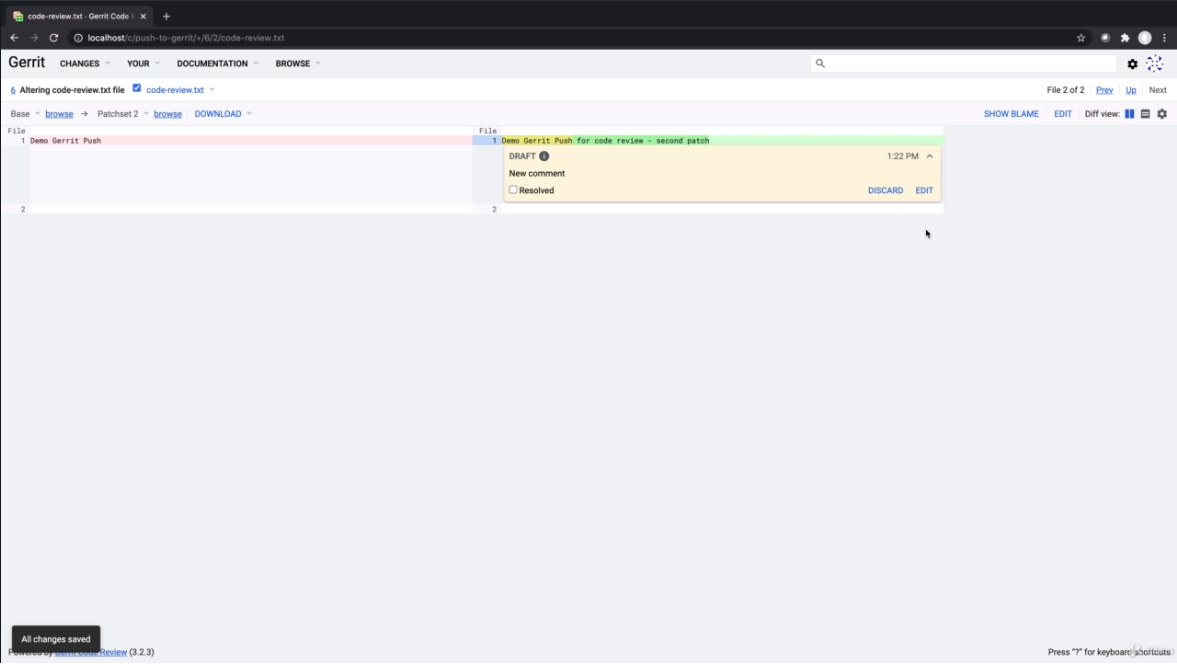 code-review.txt · Gerrit Code R
localhost/c/push-to-gerrit/+/6/2/code-review.txt
Gerrit CHANGES YOUR DOCUMENTATION BROWSE
6 Altering code-review.txt file code-review.txt File 2 of 2 Prev Up Next
Base browse → Patchset 2 browse DOWNLOAD SHOW BLAME EDIT Diff view:
File File
1 Demo Gerrit Push 1 Demo Gerrit Push for code review - second patch
DRAFT 1:22 PM
New comment
Resolved DISCARD EDIT
2 2
All changes saved
Powered by Gerrit Code Review (3.2.3) Press "?" for keyboard shortcuts